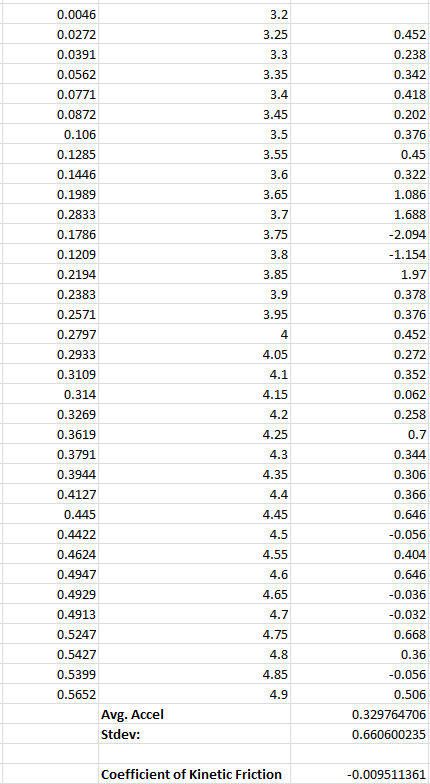 0.0046 3.2
0.0272 3.25 0.452
0.0391 3.3 0.238
0.0562 3.35 0.342
0.0771 3.4 0.418
0.0872 3.45 0.202
0.106 3.5 0.376
0.1285 3.55 0.45
0.1446 3.6 0.322
0.1989 3.65 1.086
0.2833 3.7 1.688
0.1786 3.75 -2.094
0.1209 3.8 -1.154
0.2194 3.85 1.97
0.2383 3.9 0.378
0.2571 3.95 0.376
0.2797 4 0.452
0.2933 4.05 0.272
0.3109 4.1 0.352
0.314 4.15 0.062
0.3269 4.2 0.258
0.3619 4.25 0.7
0.3791 4.3 0.344
0.3944 4.35 0.306
0.4127 4.4 0.366
0.445 4.45 0.646
0.4422 4.5 -0.056
0.4624 4.55 0.404
0.4947 4.6 0.646
0.4929 4.65 -0.036
0.4913 4.7 -0.032
0.5247 4.75 0.668
0.5427 4.8 0.36
0.5399 4.85 -0.056
0.5652 4.9 0.506
Avg. Accel 0.329764706
Stdev: 0.660600235
Coefficient of Kinetic Friction -0.009511361